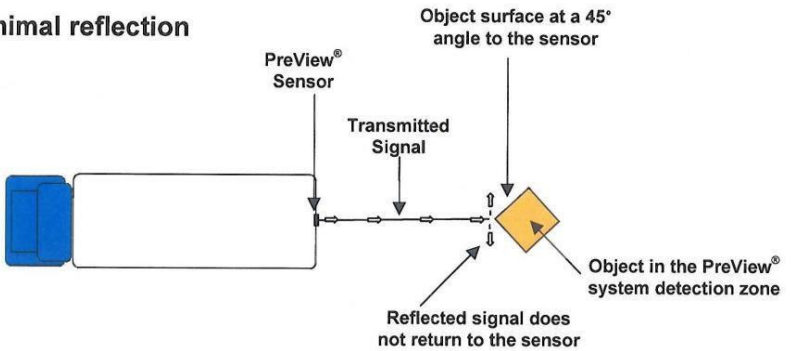 reflection
Object surface at a 45°
angle to the sensor
PreView®
Sensor
Transmitted
Signal
Object in the PreView®
system detection zone
Reflected signal does
not return to the sensor